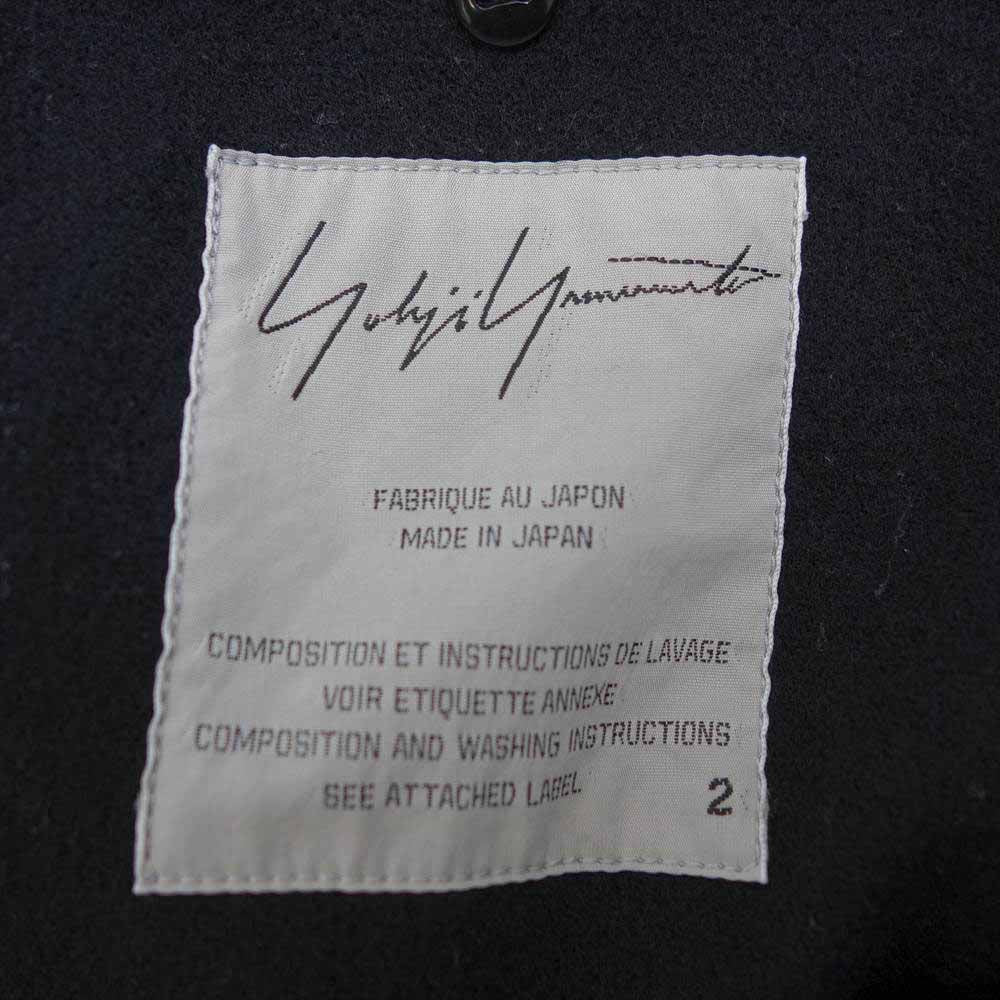 Yohji Yamamoto
FABRIQUE AU JAPON
MADE IN JAPAN
COMPOSITION ET INSTRUCTIONS DE LAVAGE
VOIR ETIQUETTE ANNEXE
COMPOSITION AND WASHING INSTRUCTIONS
SEE ATTACHED LABEL
2